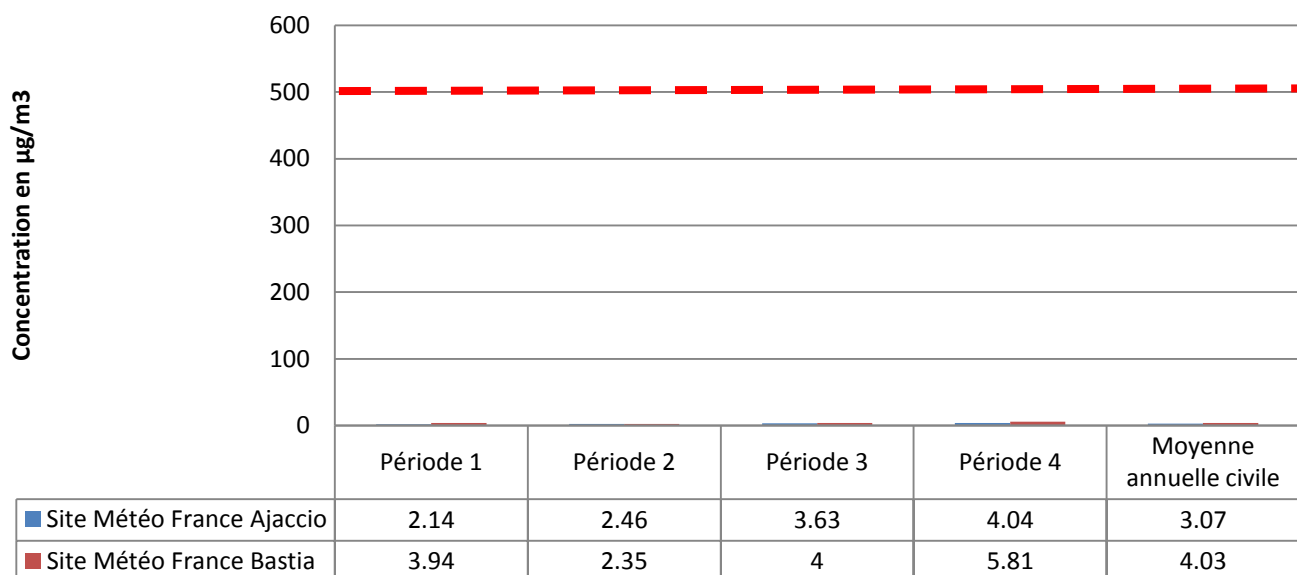 Concentration en µg/m3
600
500
400
300
200
100
0
Période 1 Période 2 Période 3 Période 4 Moyenne
annuelle civile
Site Météo France Ajaccio 2.14 2.46 3.63 4.04 3.07
Site Météo France Bastia 3.94 2.35 4 5.81 4.03